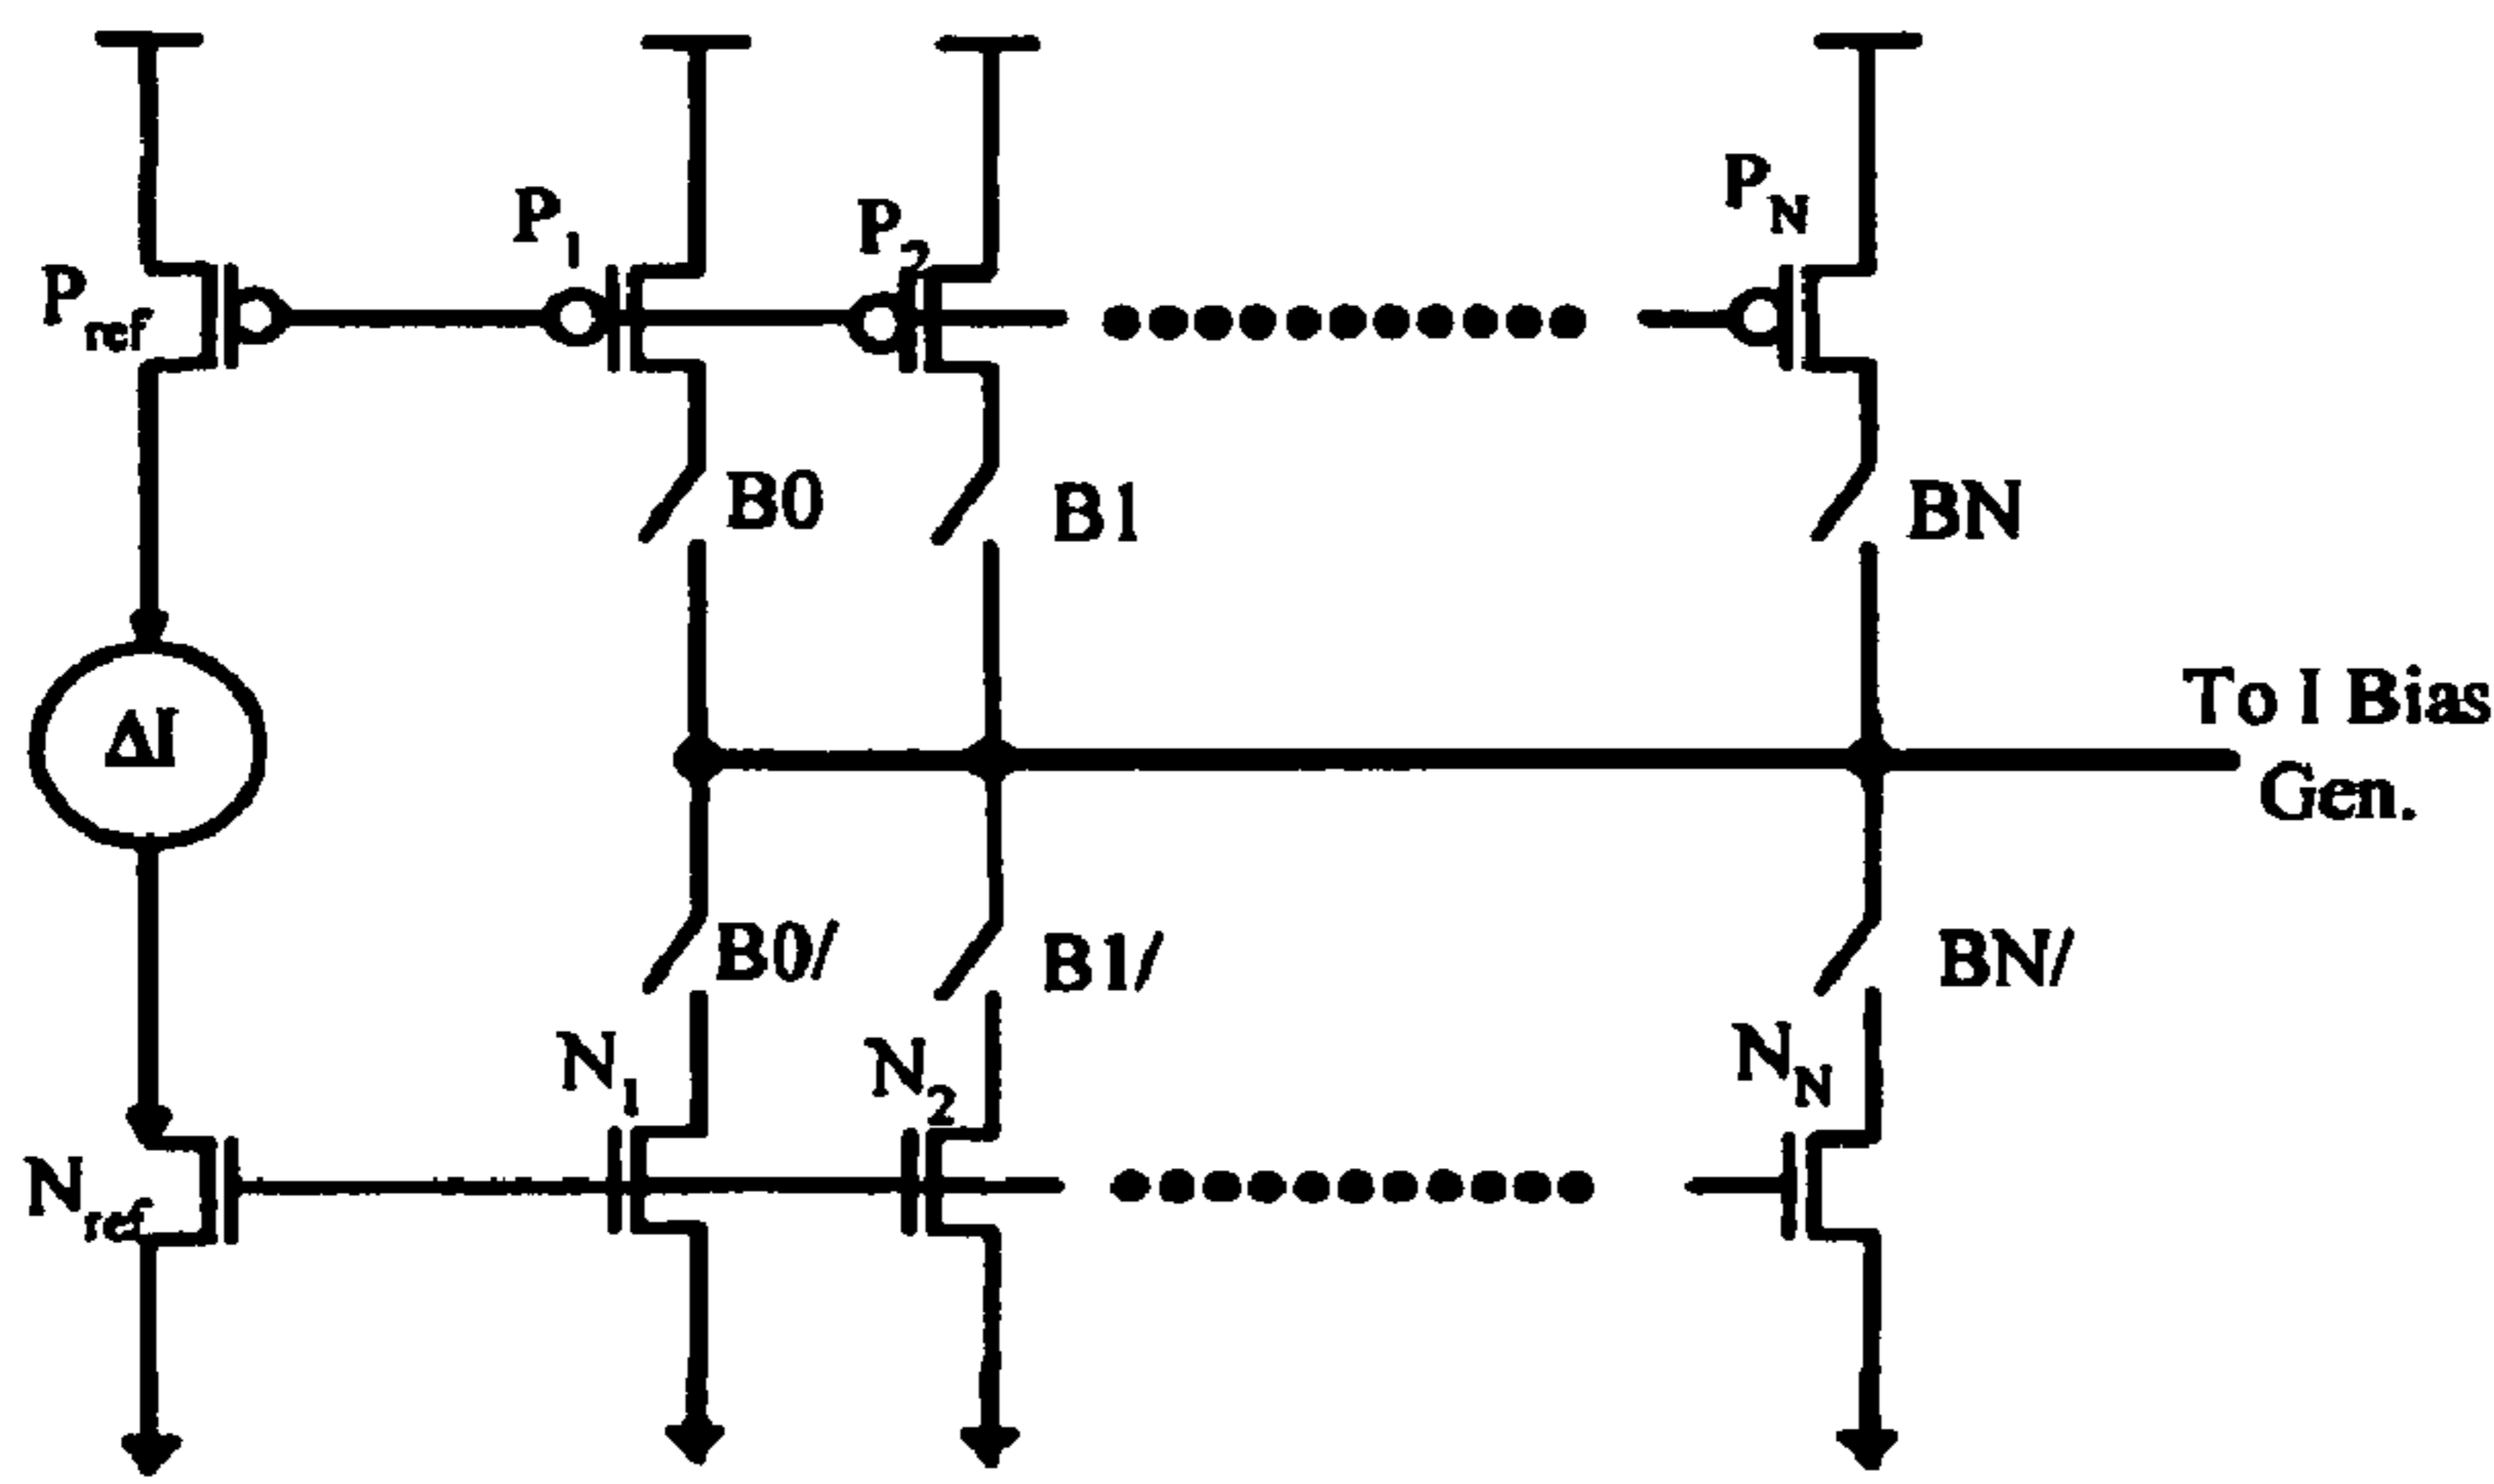 P1
P2
PN
Pref
B0
B1
BN
ΔI
To I Bias
Gen.
B0/
B1/
BN/
N1
N2
NN
Nref